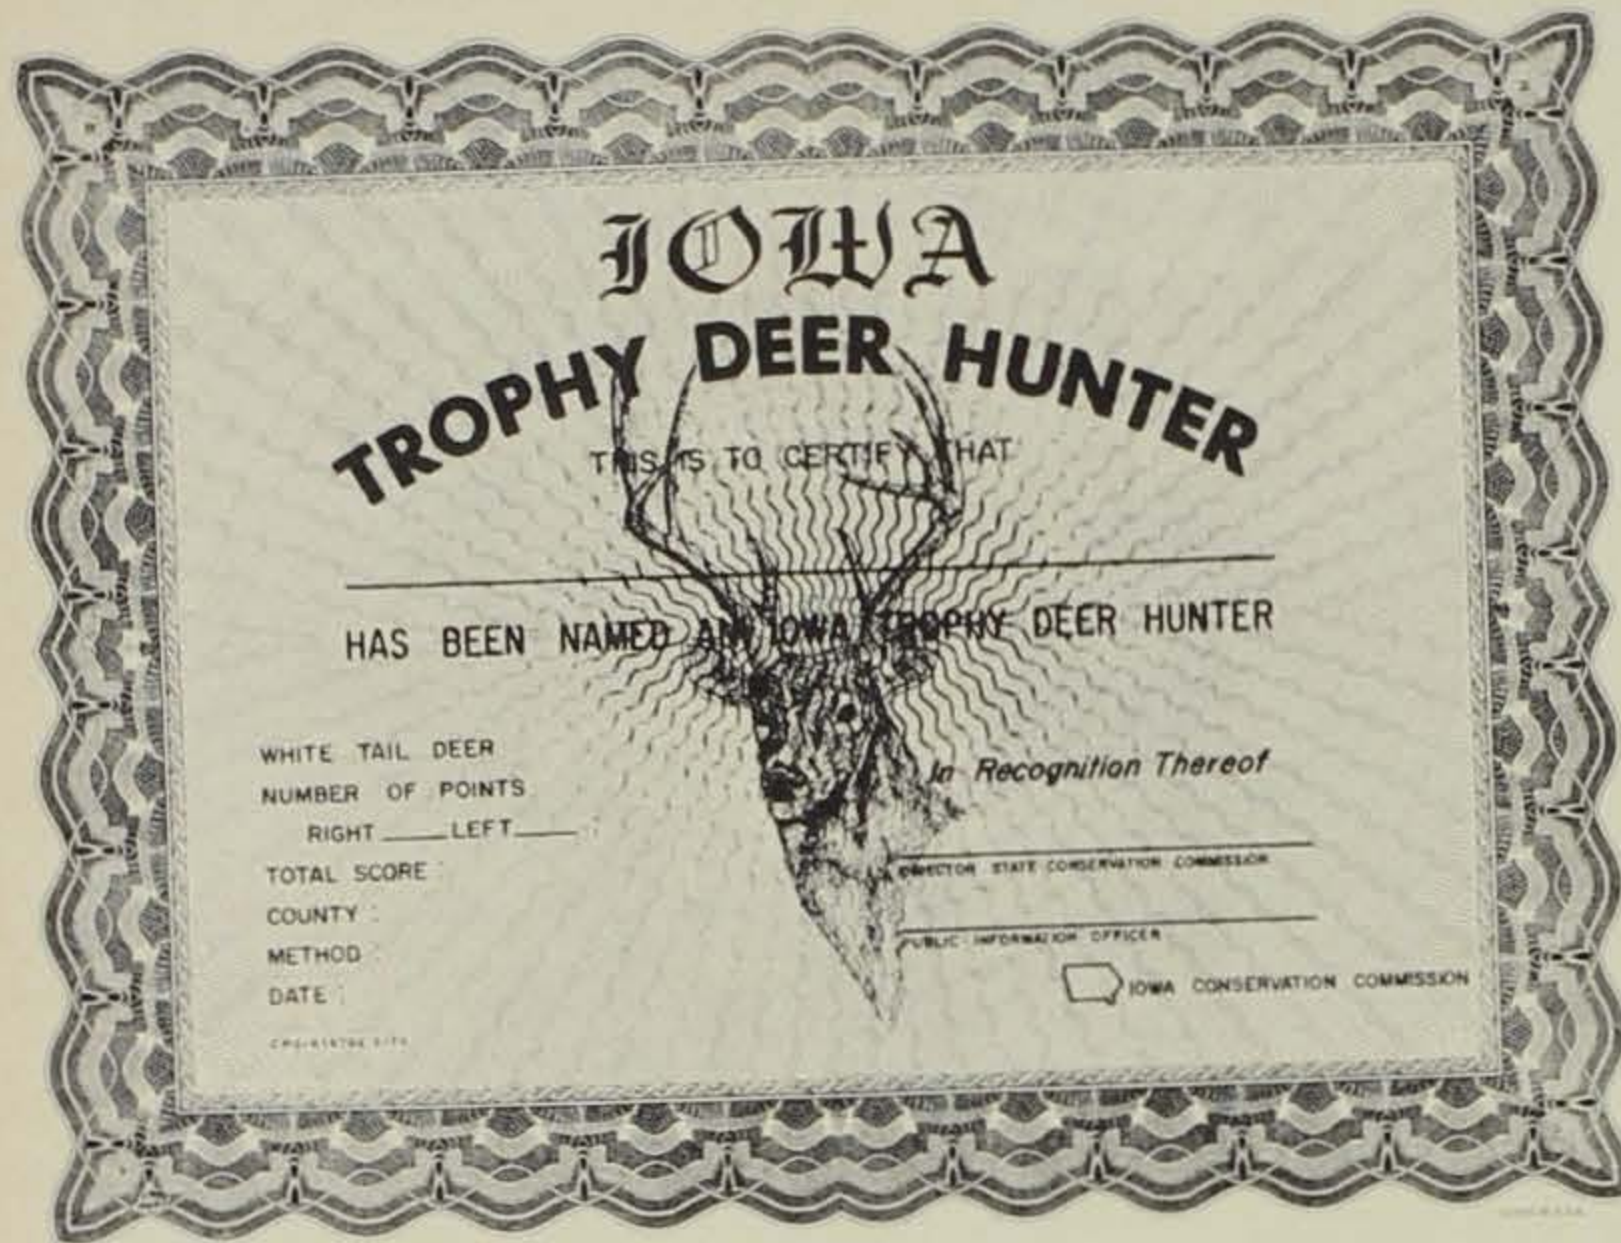 IOWA
TROPHY DEER HUNTER
THIS IS TO CERTIFY THAT
HAS BEEN NAMED AN IOWA TROPHY DEER HUNTER
WHITE TAIL DEER
NUMBER OF POINTS
RIGHT ____ LEFT ____ :
TOTAL SCORE :
COUNTY :
METHOD :
DATE :
In Recognition Thereof
DIRECTOR STATE CONSERVATION COMMISSION
PUBLIC INFORMATION OFFICER
IOWA CONSERVATION COMMISSION